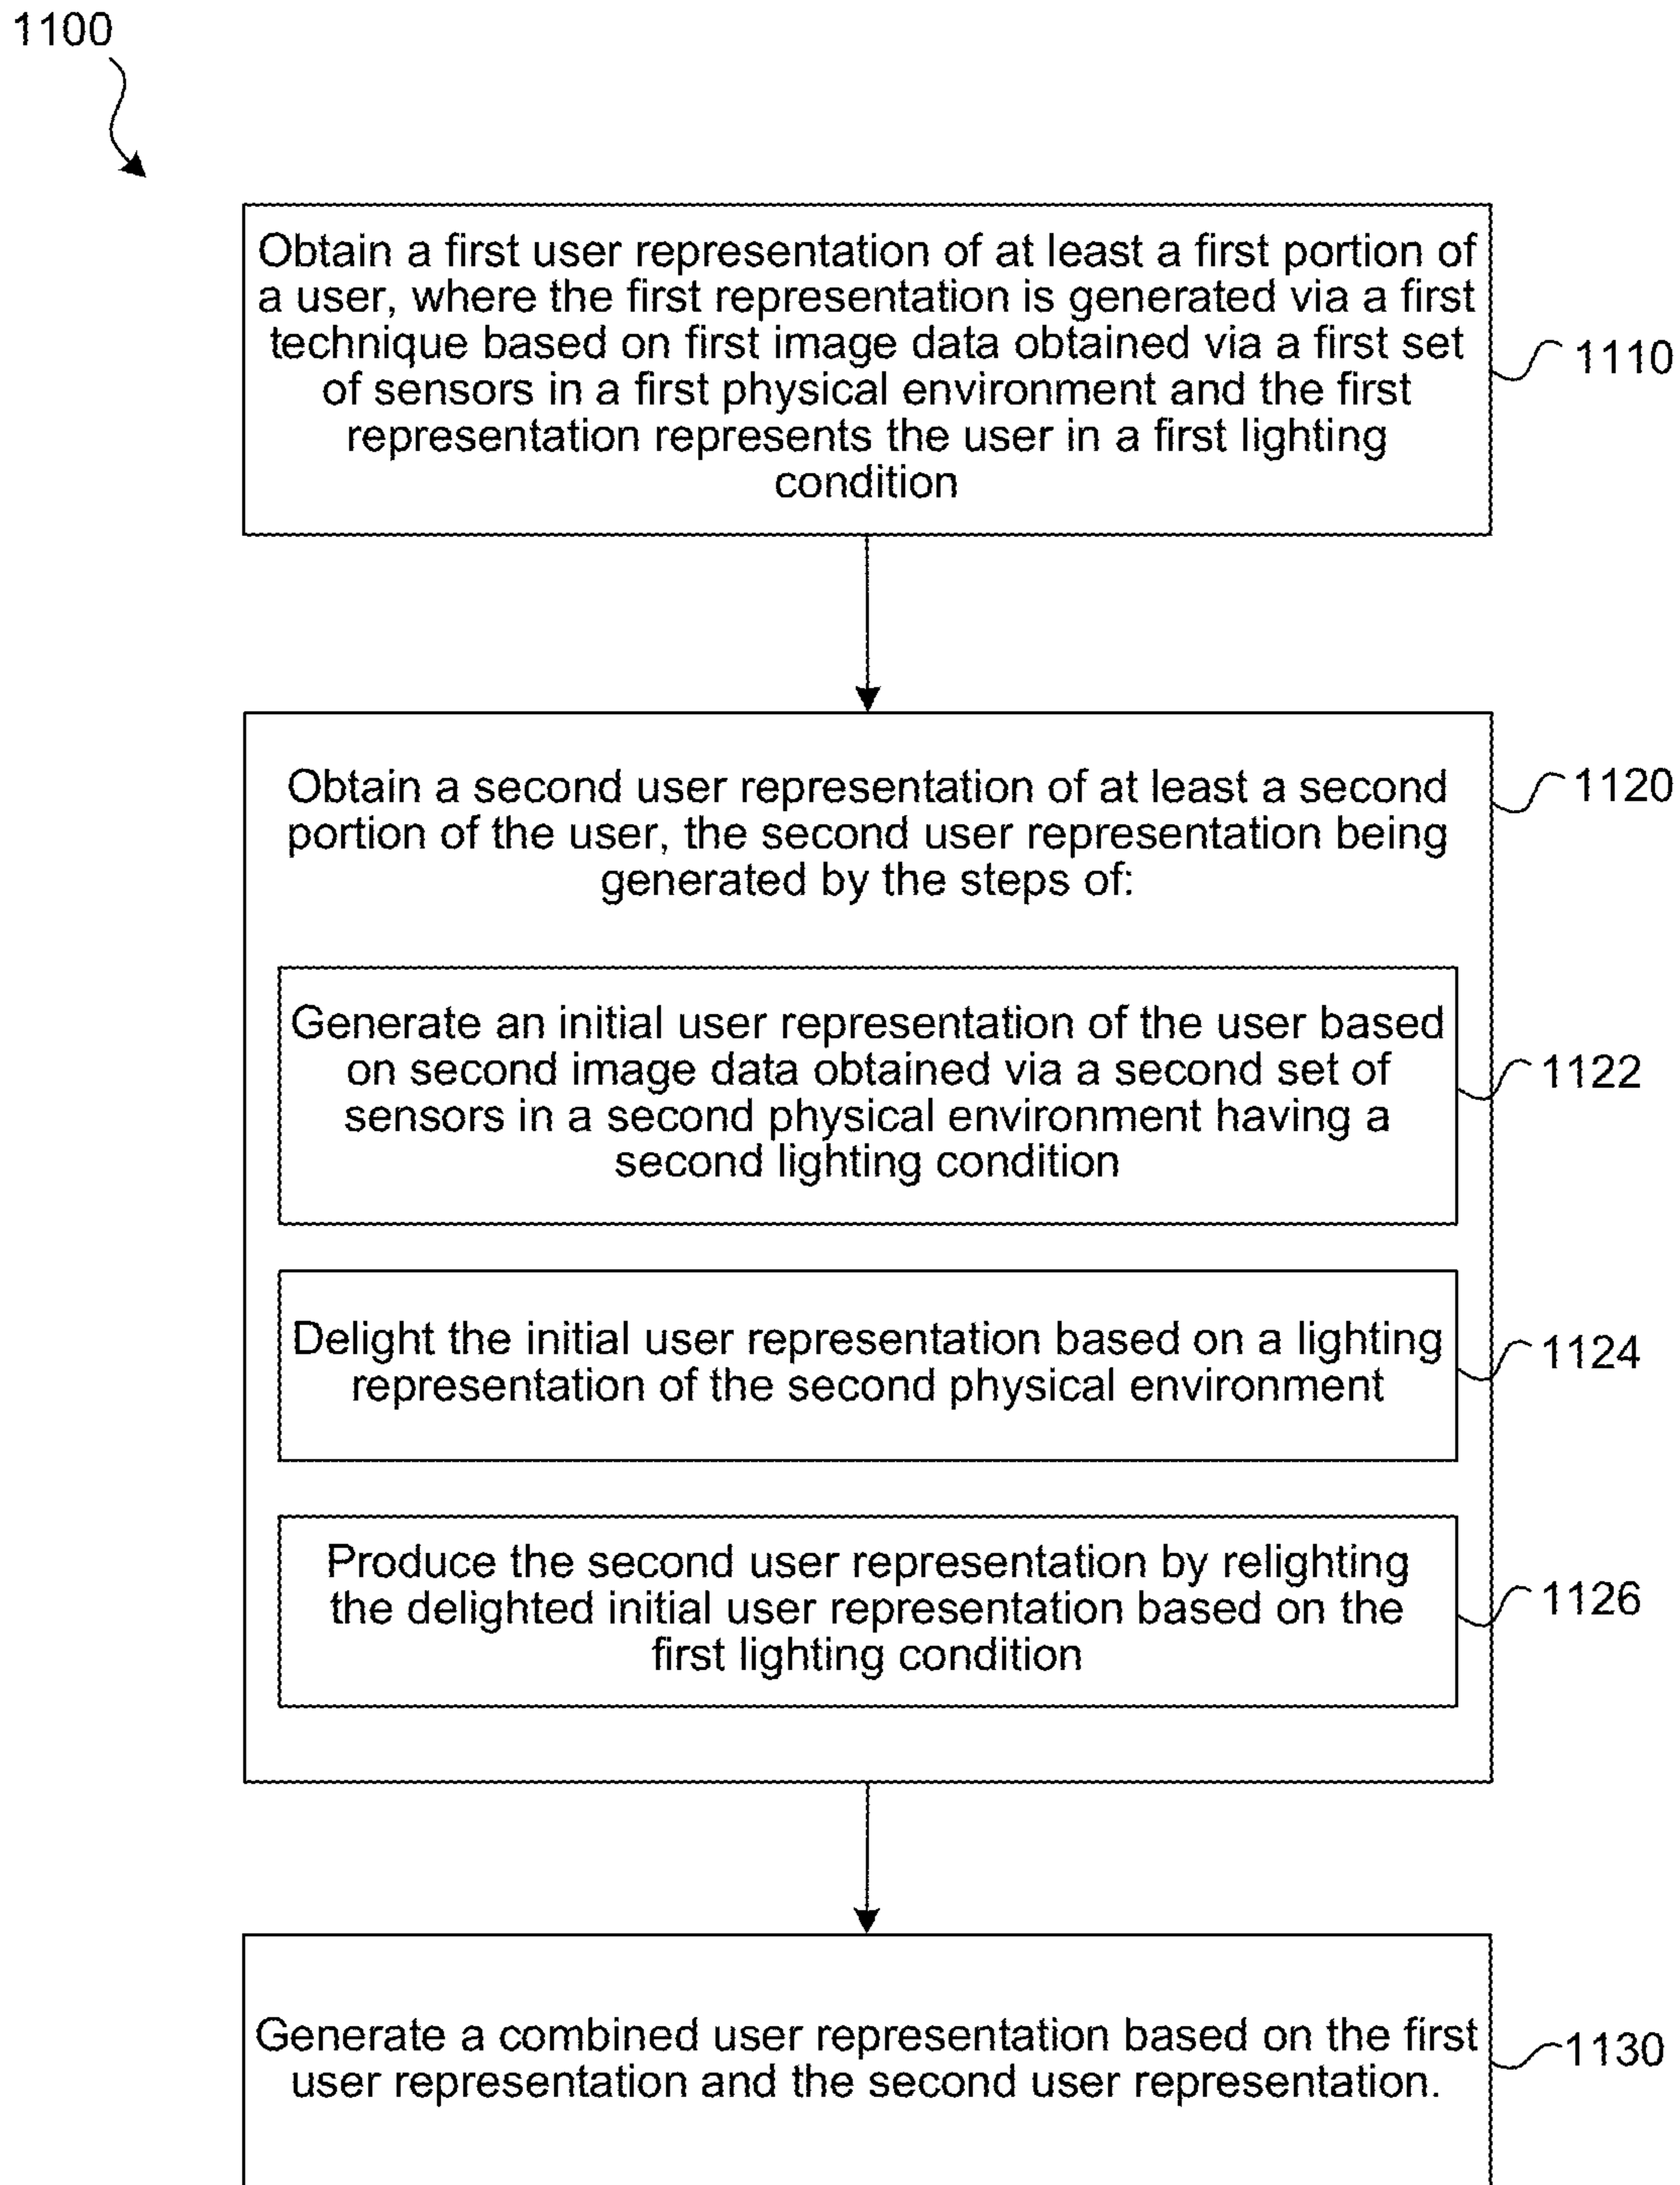 1100
Obtain a first user representation of at least a first portion of
a user, where the first representation is generated via a first
technique based on first image data obtained via a first set
of sensors in a first physical environment and the first
representation represents the user in a first lighting
condition
1110
Obtain a second user representation of at least a second
portion of the user, the second user representation being
generated by the steps of:
1120
Generate an initial user representation of the user based
on second image data obtained via a second set of
sensors in a second physical environment having a
second lighting condition
1122
Delight the initial user representation based on a lighting
representation of the second physical environment
1124
Produce the second user representation by relighting
the delighted initial user representation based on the
first lighting condition
1126
Generate a combined user representation based on the first
user representation and the second user representation.
1130